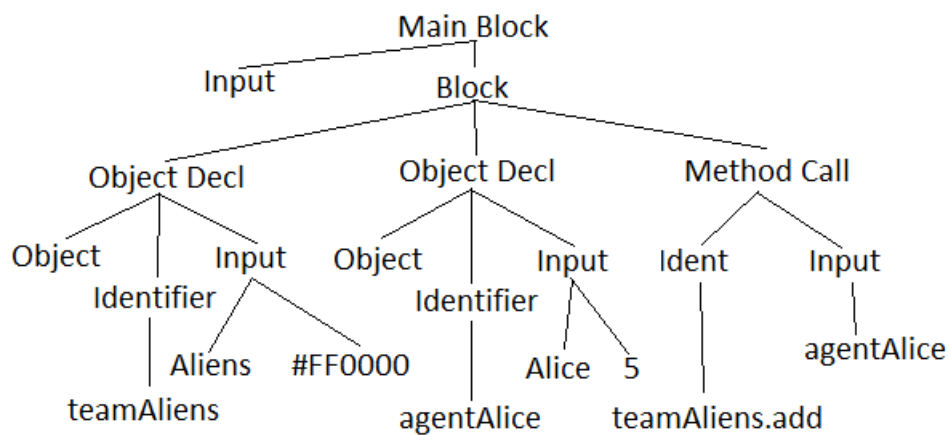 Main Block
Input
Block
Object Decl
Object Decl
Method Call
Object
Input
Object
Input
Ident
Input
Identifier
Identifier
Aliens
#FF0000
Alice
5
agentAlice
teamAliens
agentAlice
teamAliens.add